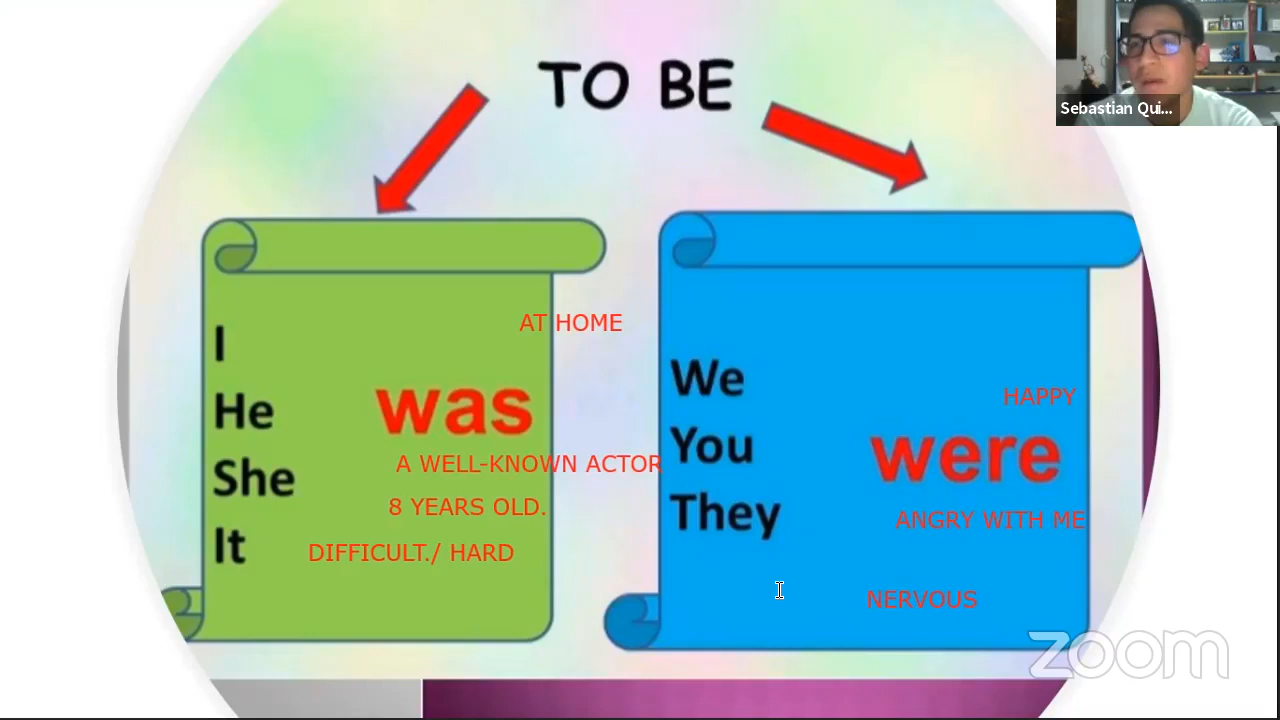 TO BE
Sebastian Qui...
I
He
She
It
was
AT HOME
A WELL-KNOWN ACTOR
8 YEARS OLD.
DIFFICULT./ HARD
We
You
They
were
HAPPY
ANGRY WITH ME
NERVOUS
zoom